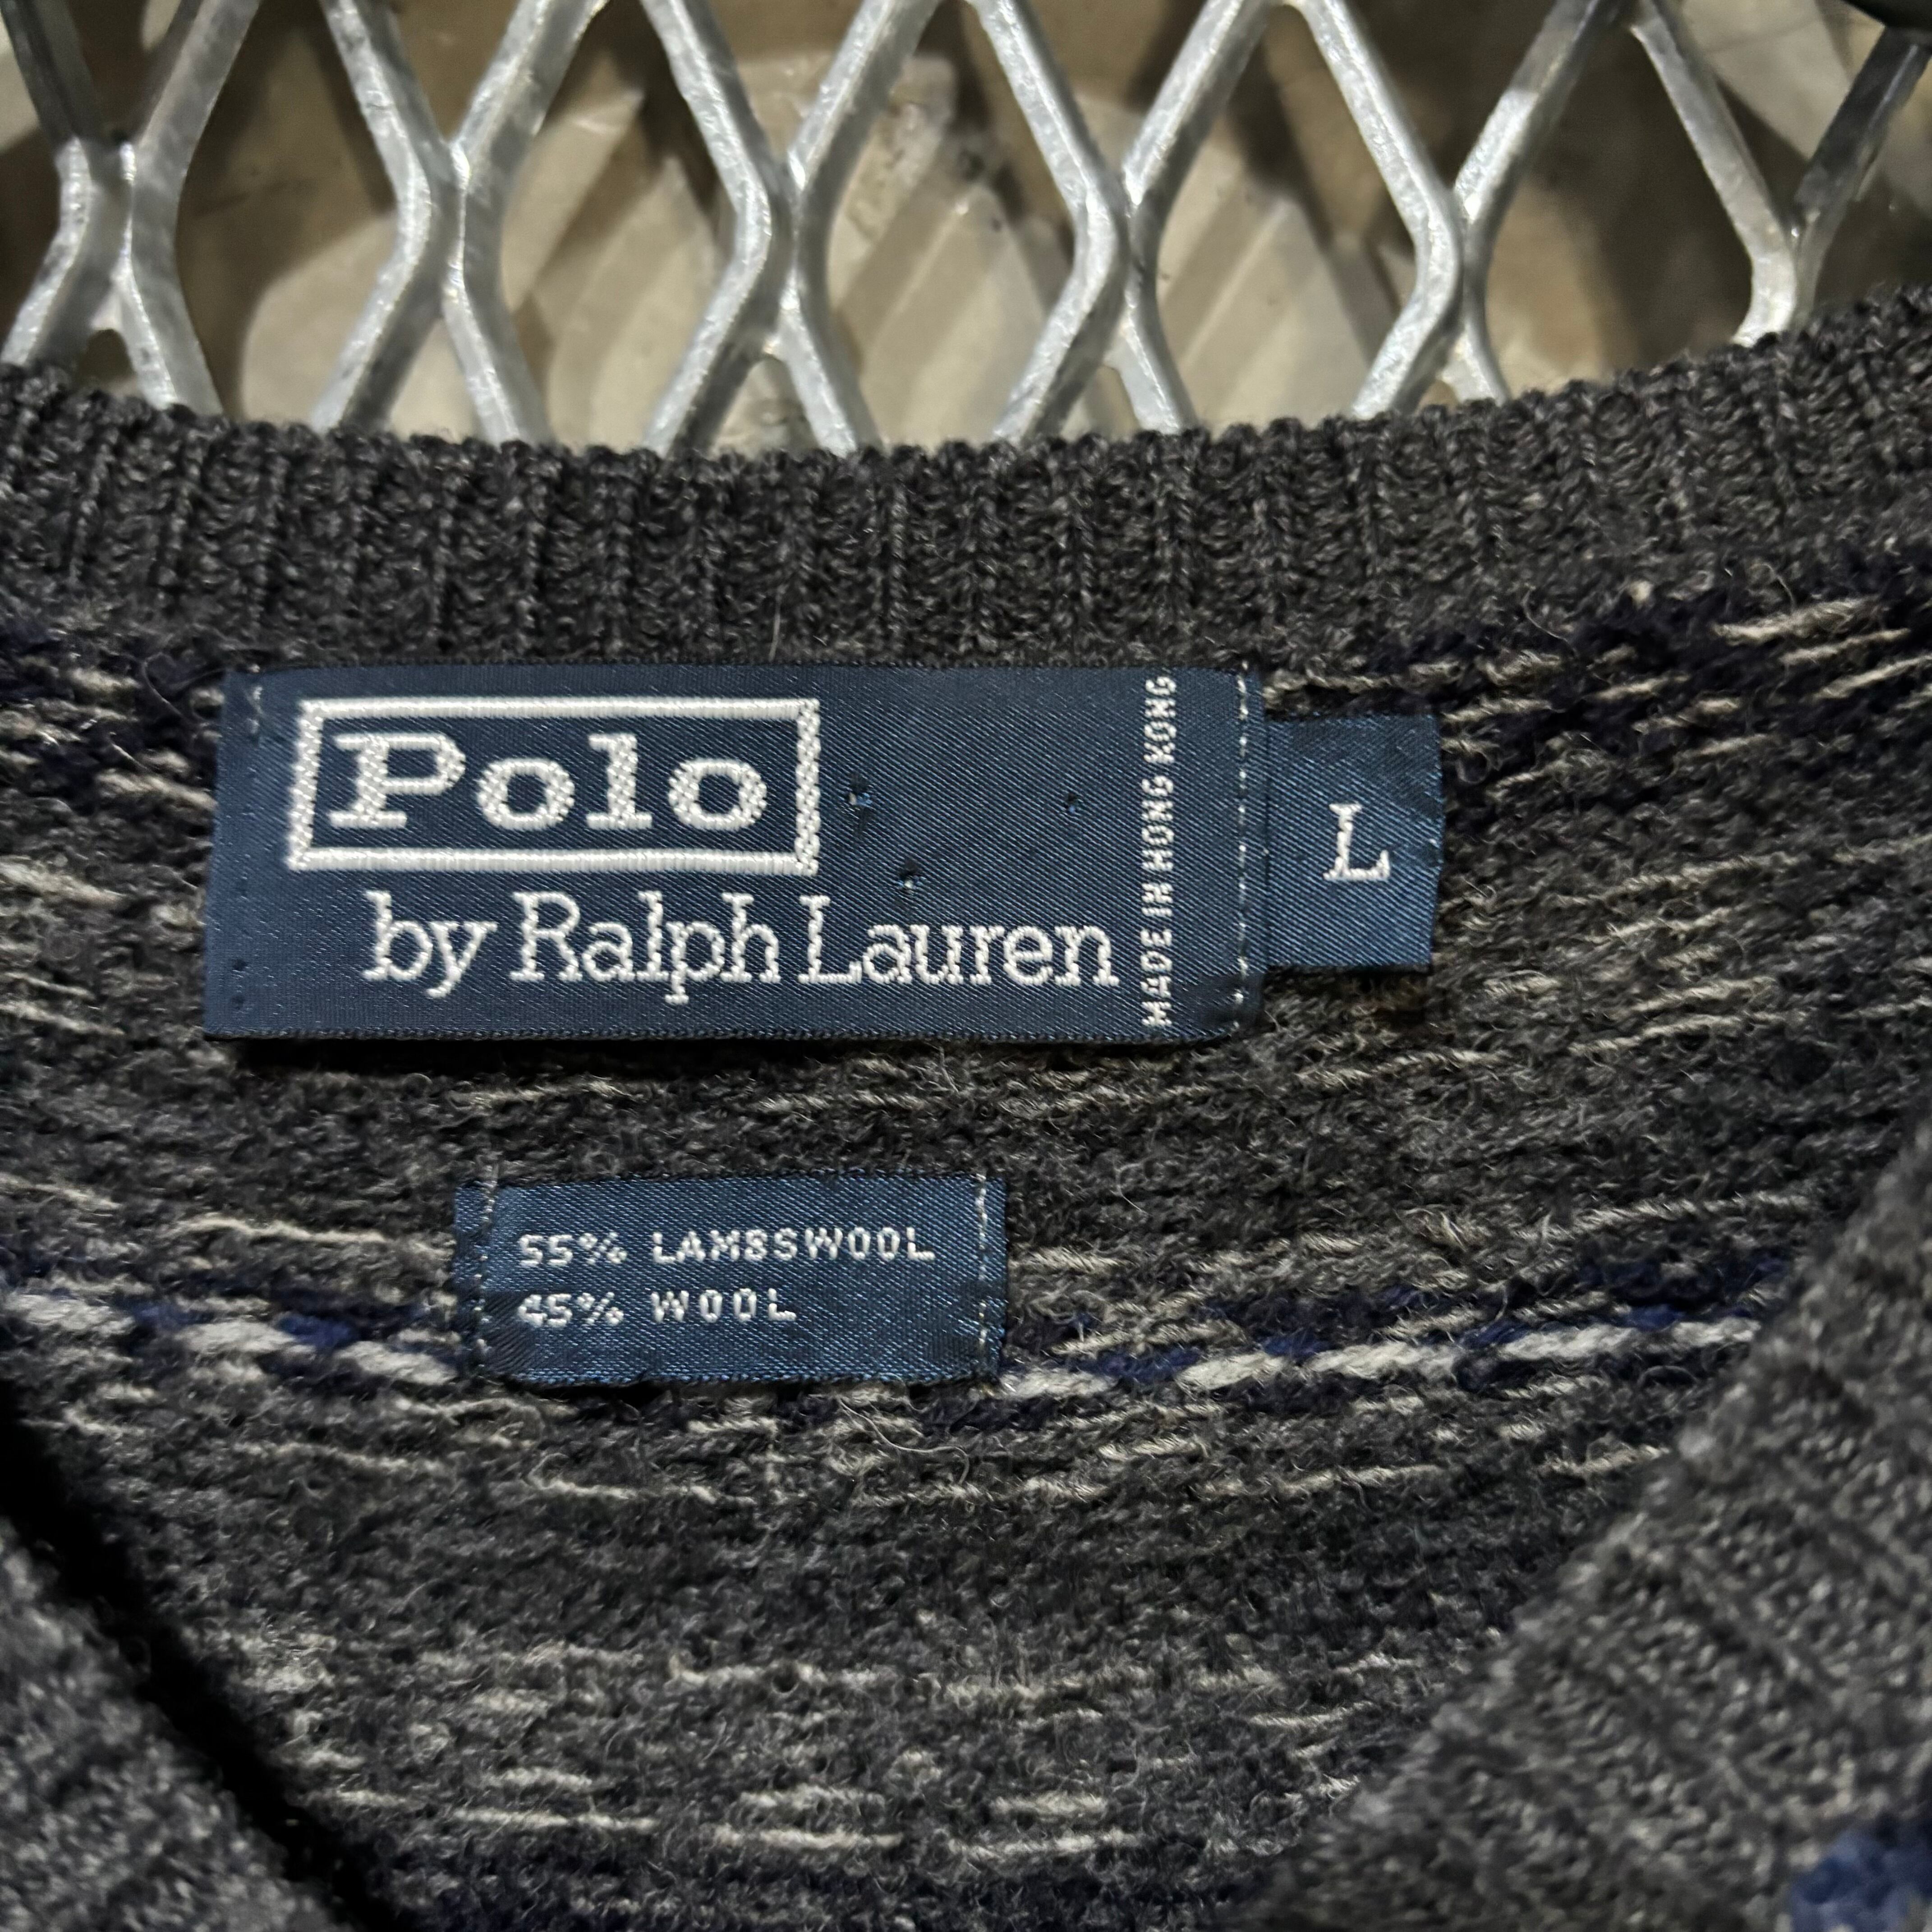 Polo
by Ralph Lauren
MADE IN HONG KONG
L
55% LAMBSWOOL
45% WOOL